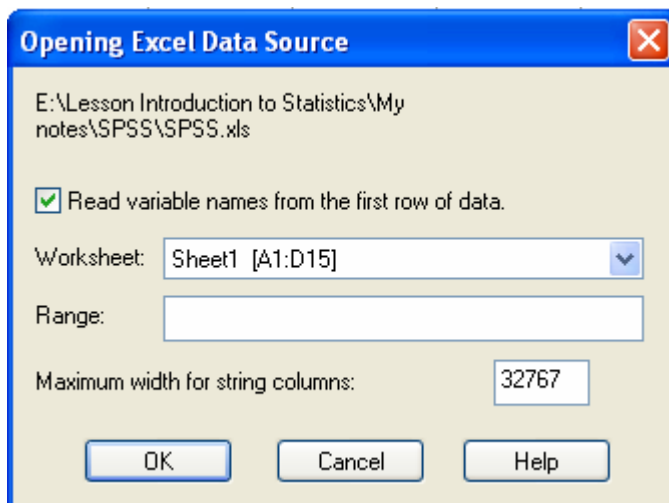 Opening Excel Data Source
E:\Lesson Introduction to Statistics\My
notes\SPSS\SPSS.xls
Read variable names from the first row of data.
Worksheet: Sheet1 [A1:D15]
Range:
Maximum width for string columns: 32767
OK Cancel Help